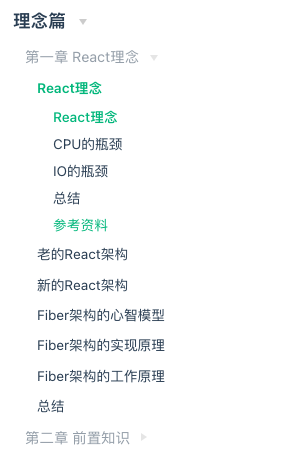 理念篇
第一章 React理念
React理念
React理念
CPU的瓶颈
IO的瓶颈
总结
参考资料
老的React架构
新的React架构
Fiber架构的心智模型
Fiber架构的实现原理
Fiber架构的工作原理
总结
第二章 前置知识